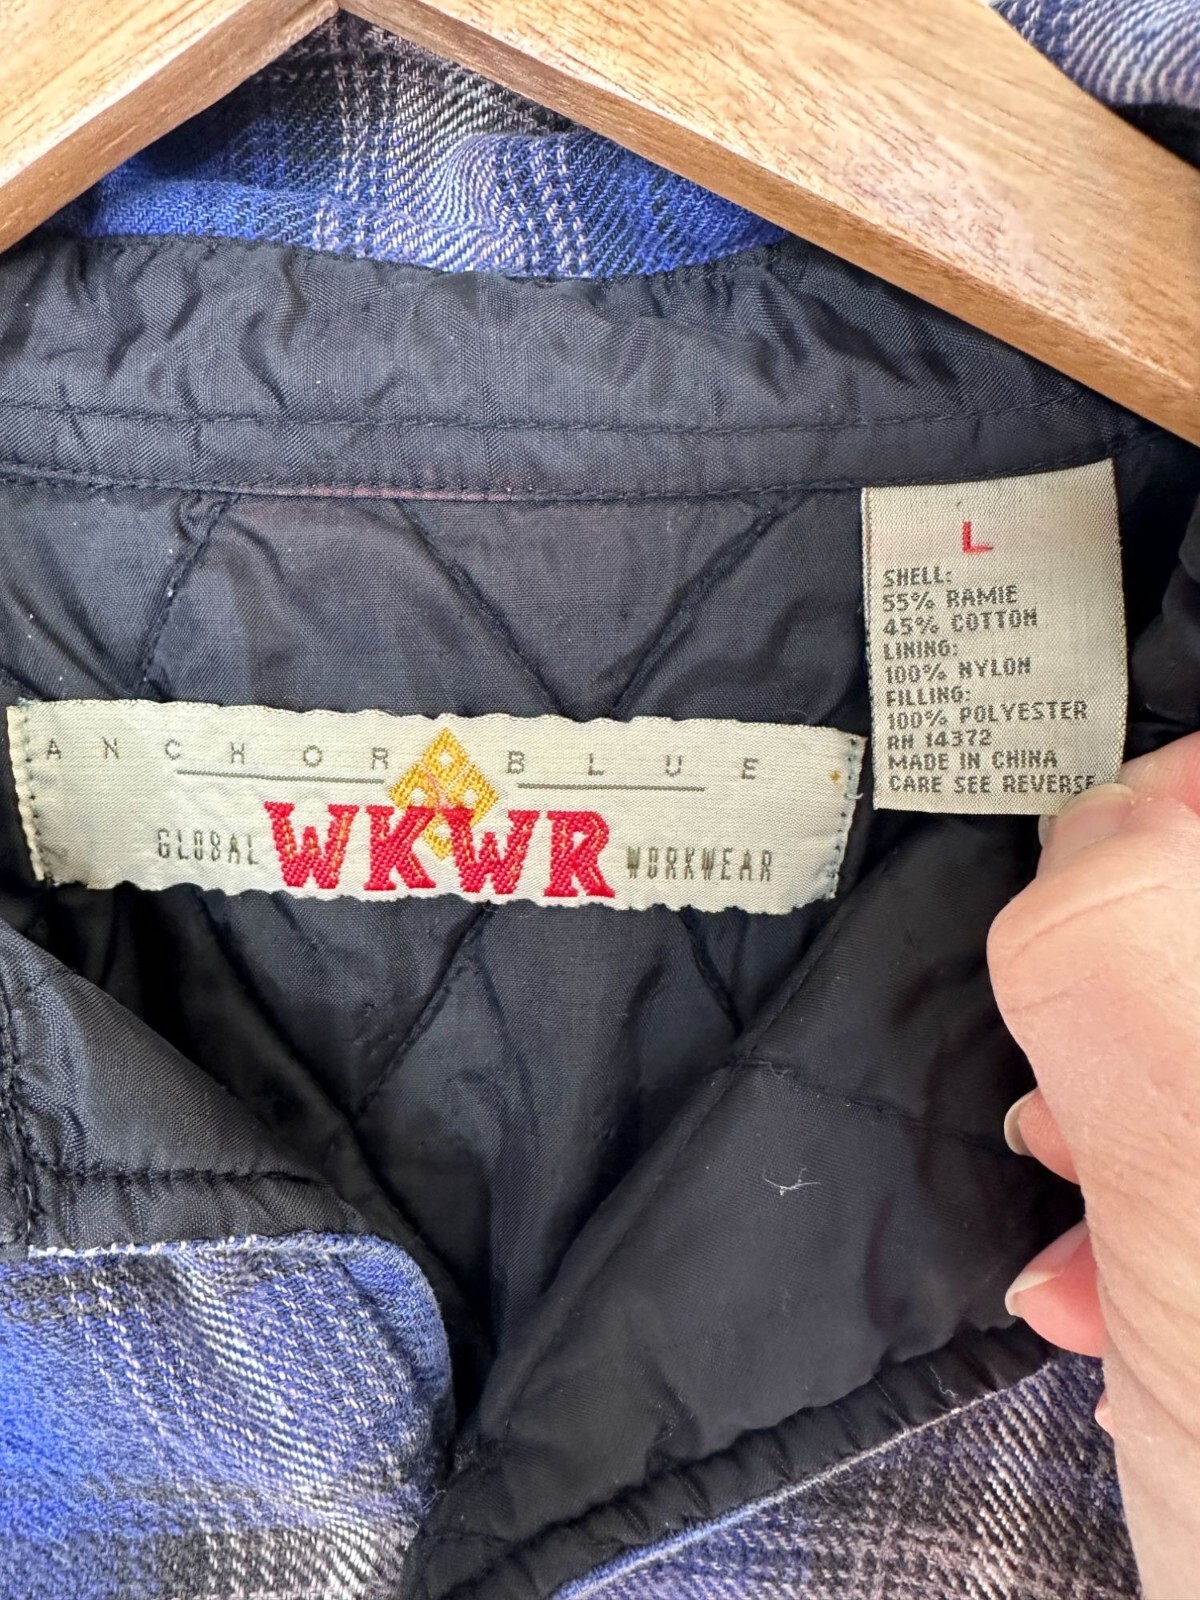 ANCHOR BLUE
GLOBAL WKWR WORKWEAR
L
SHELL:
55% RAMIE
45% COTTON
LINING:
100% NYLON
FILLING:
100% POLYESTER
RN 14372
MADE IN CHINA
CARE SEE REVERSE